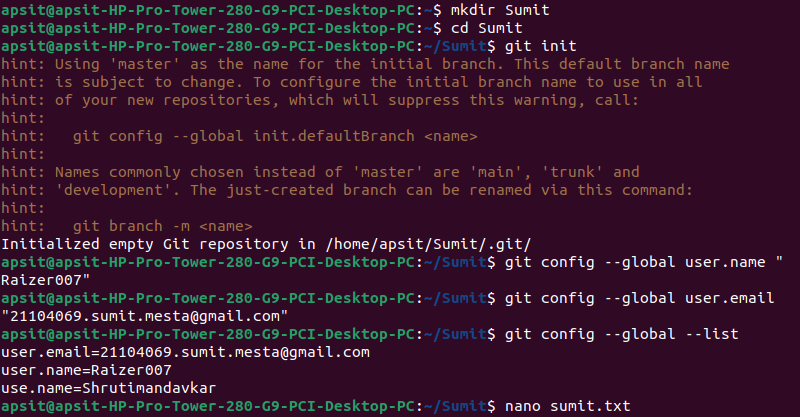 apsit@apsit-HP-Pro-Tower-280-G9-PCI-Desktop-PC:~$ mkdir Sumit
apsit@apsit-HP-Pro-Tower-280-G9-PCI-Desktop-PC:~$ cd Sumit
apsit@apsit-HP-Pro-Tower-280-G9-PCI-Desktop-PC:~/Sumit$ git init
hint: Using 'master' as the name for the initial branch. This default branch name
hint: is subject to change. To configure the initial branch name to use in all
hint: of your new repositories, which will suppress this warning, call:
hint:
hint:   git config --global init.defaultBranch <name>
hint:
hint: Names commonly chosen instead of 'master' are 'main', 'trunk' and
hint: 'development'. The just-created branch can be renamed via this command:
hint:
hint:   git branch -m <name>
Initialized empty Git repository in /home/apsit/Sumit/.git/
apsit@apsit-HP-Pro-Tower-280-G9-PCI-Desktop-PC:~/Sumit$ git config --global user.name "
Raizer007"
apsit@apsit-HP-Pro-Tower-280-G9-PCI-Desktop-PC:~/Sumit$ git config --global user.email
"21104069.sumit.mesta@gmail.com"
apsit@apsit-HP-Pro-Tower-280-G9-PCI-Desktop-PC:~/Sumit$ git config --global --list
user.email=21104069.sumit.mesta@gmail.com
user.name=Raizer007
use.name=Shrutimandavkar
apsit@apsit-HP-Pro-Tower-280-G9-PCI-Desktop-PC:~/Sumit$ nano sumit.txt